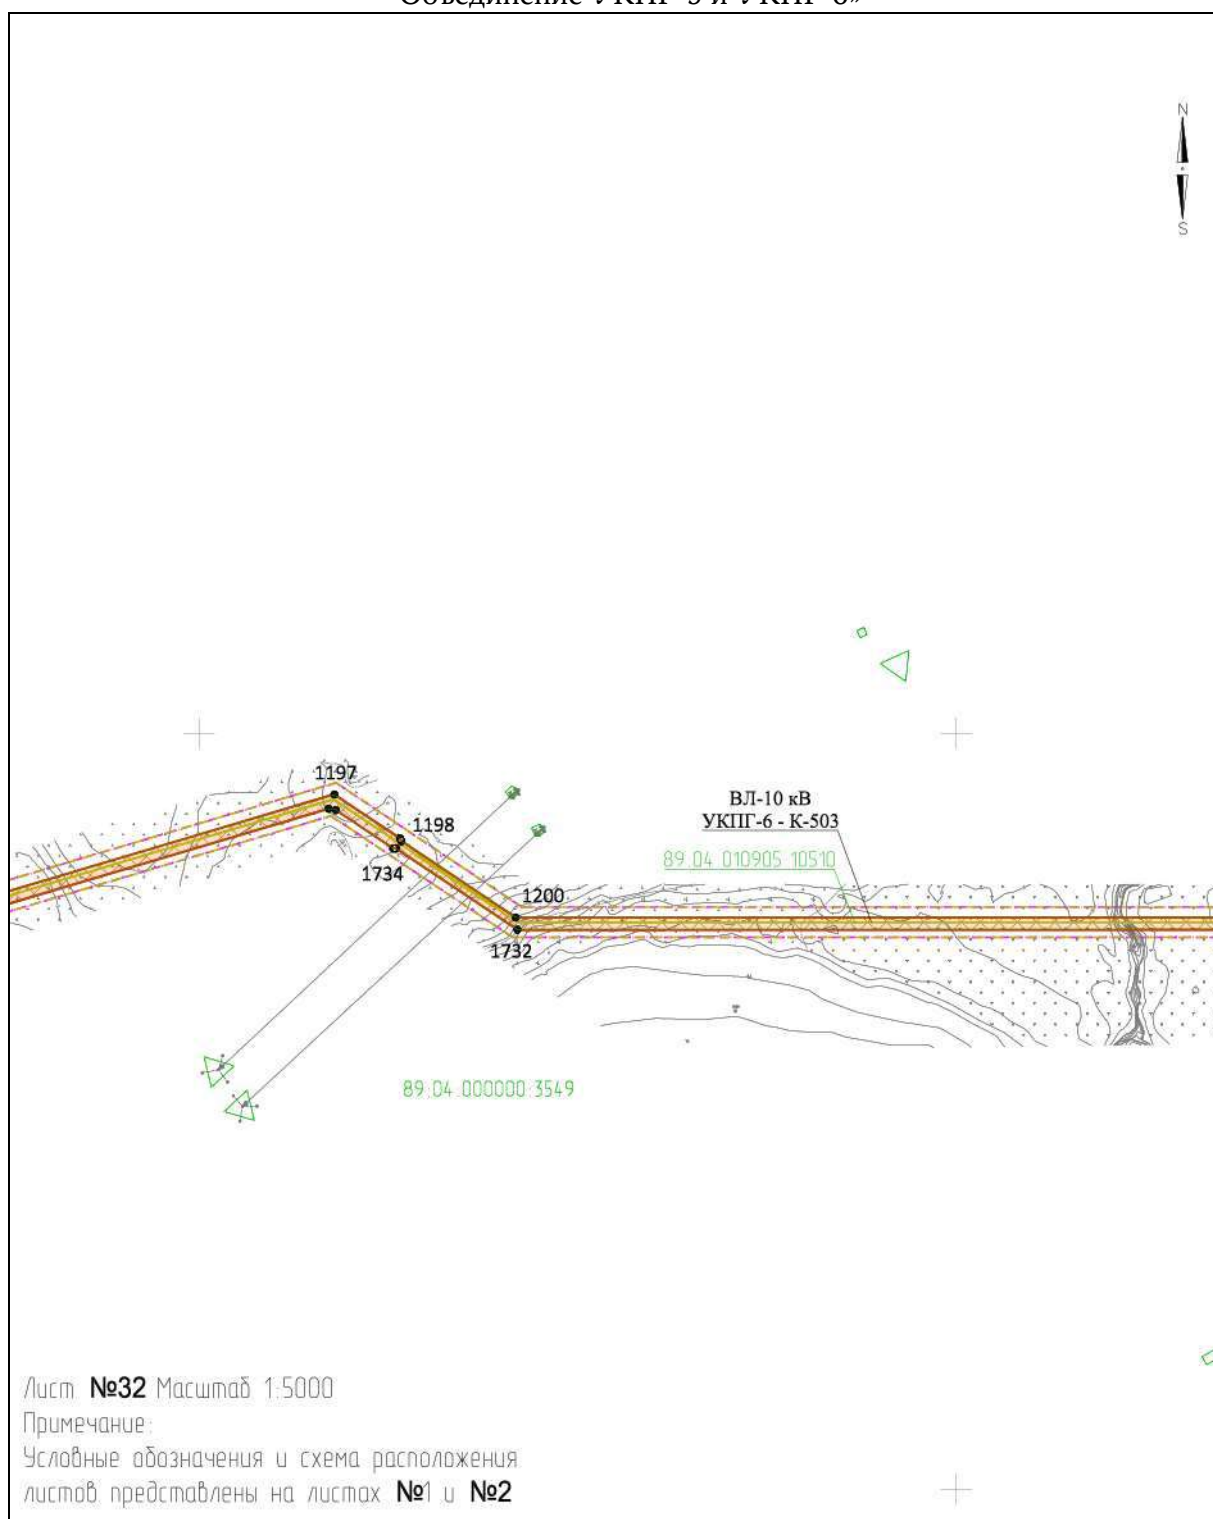 Объединение УКПГ-5 и УКПГ-6»
N
S
1197
1198
1734
ВЛ-10 кВ
УКПГ-6 - К-503
89:04:010905:10510
1200
1732
89:04:000000:3549
Лист №32 Масштаб 1:5000
Примечание:
Условные обозначения и схема расположения
листов представлены на листах №1 и №2